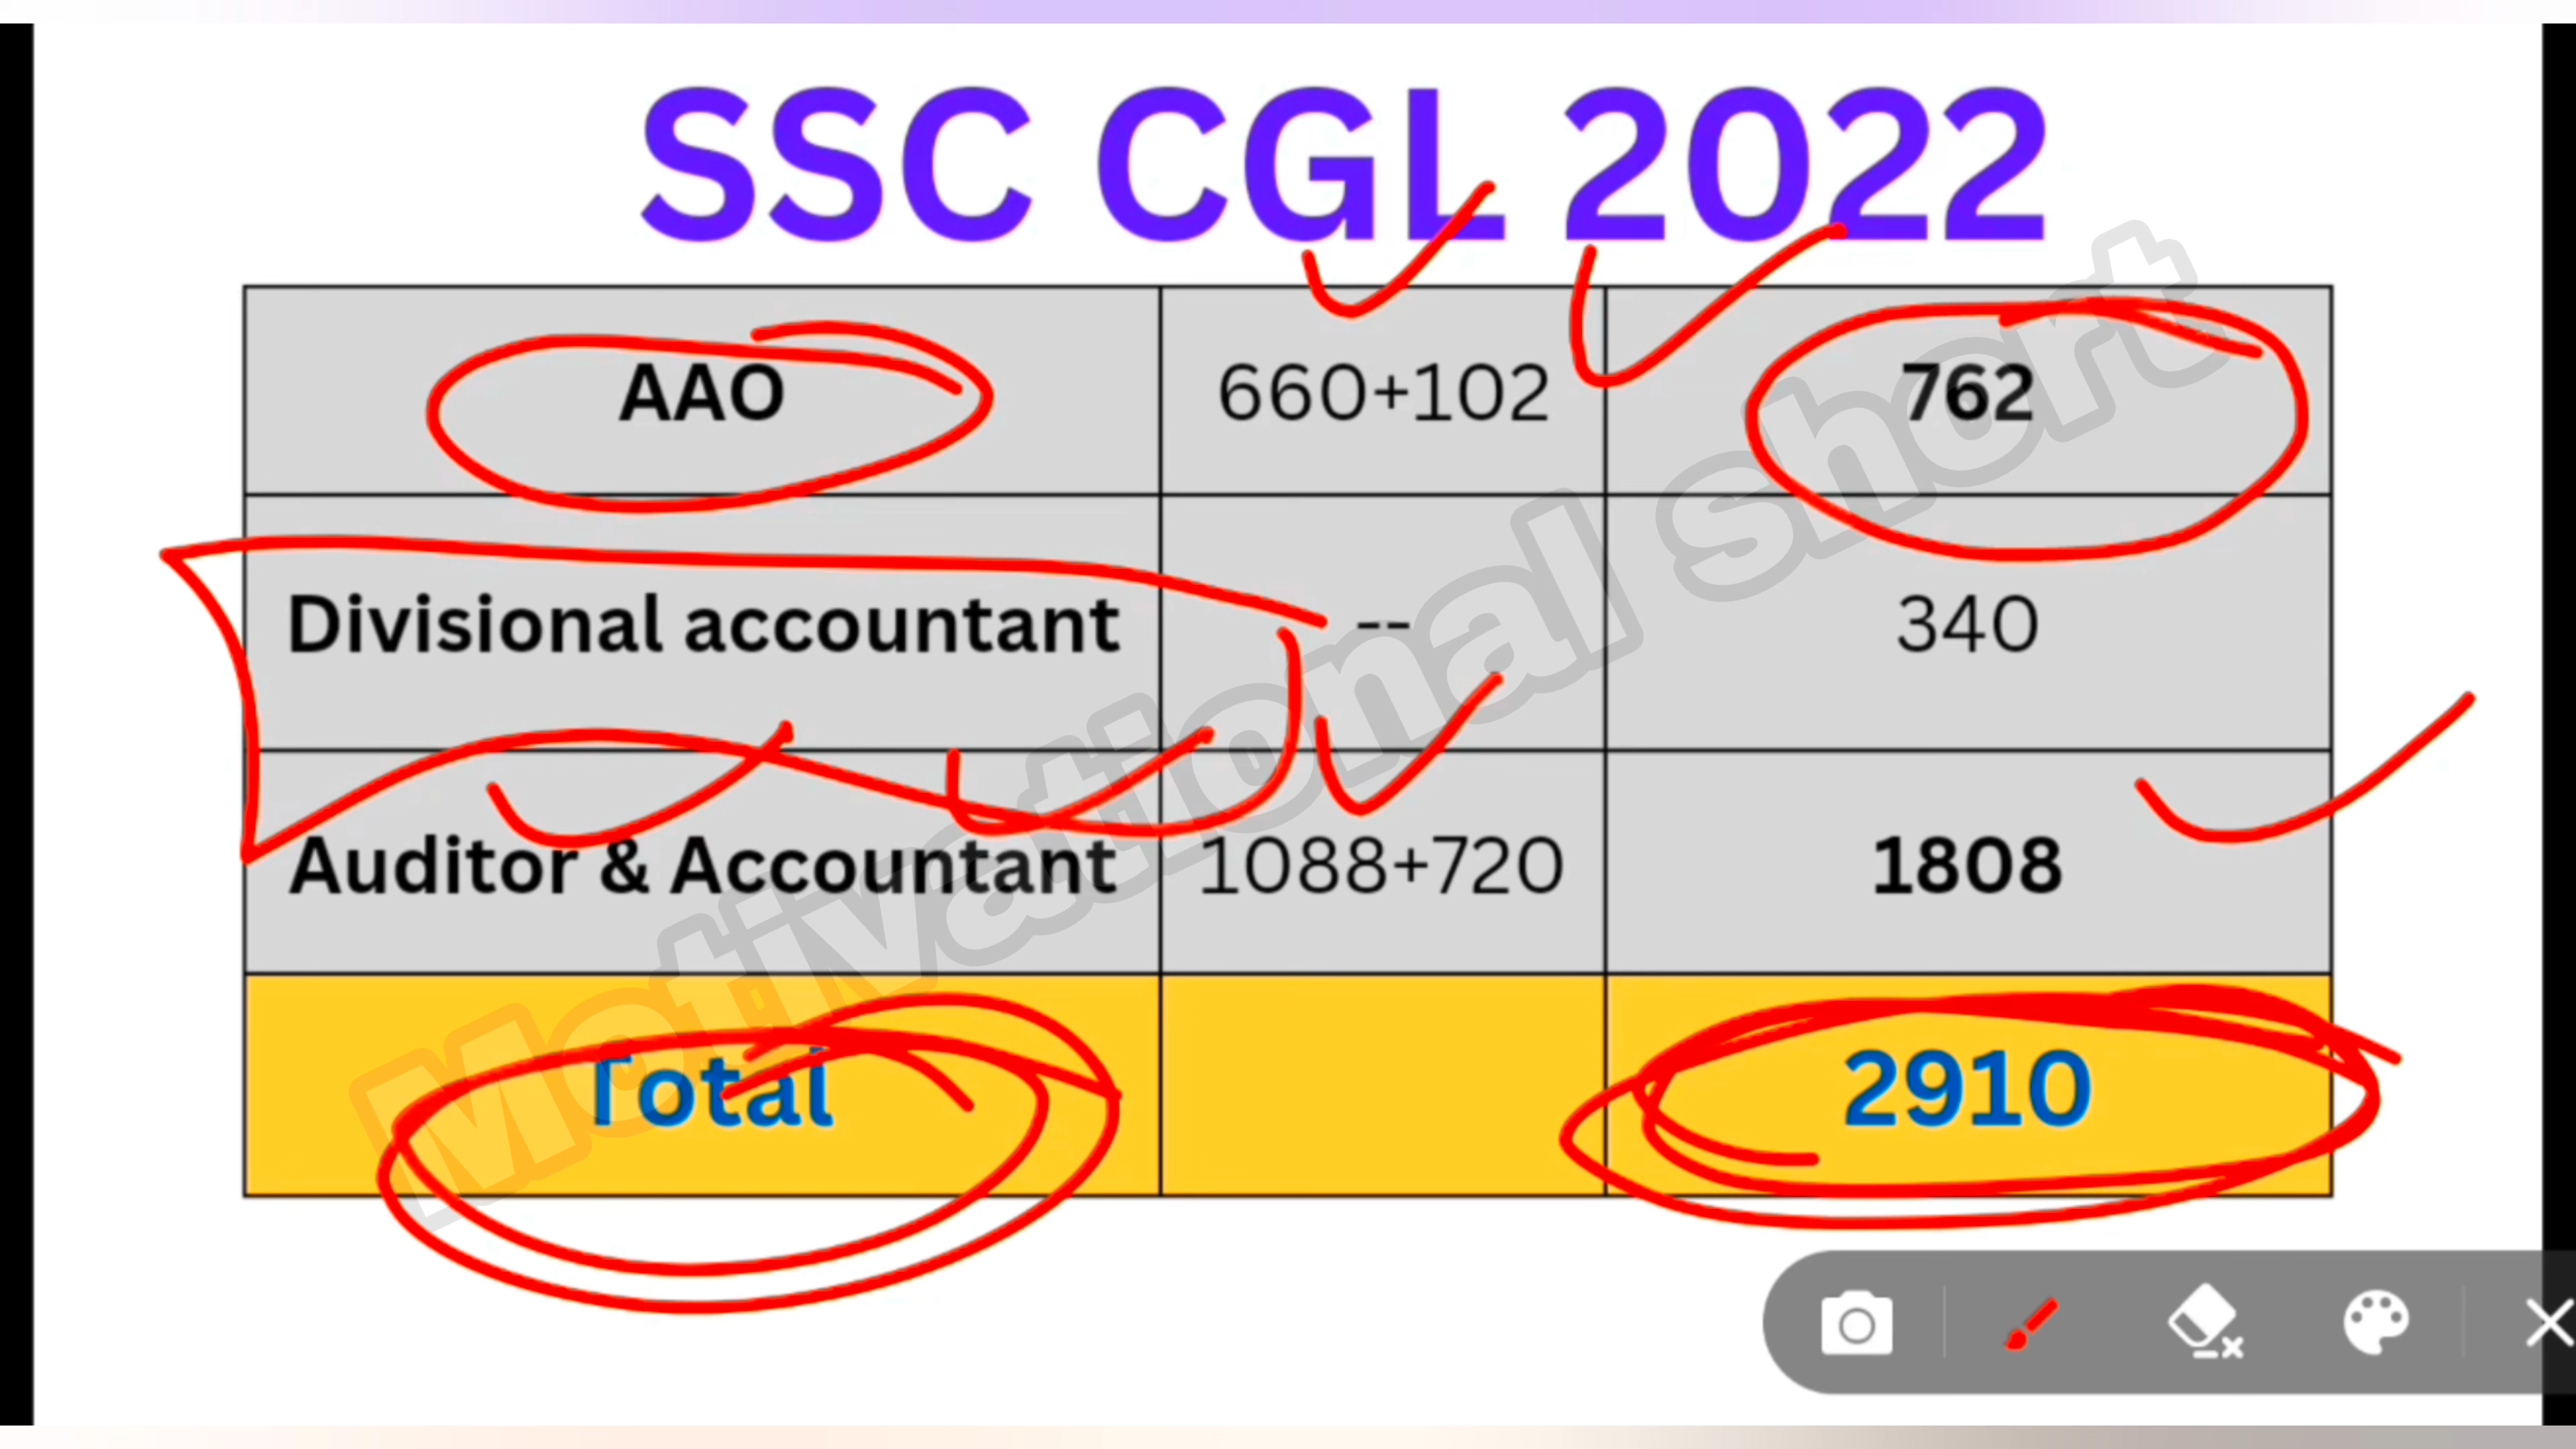 SSC CGL 2022
AAO 660+102 762
Divisional accountant -- 340
Auditor & Accountant 1088+720 1808
Total 2910
Motivational short